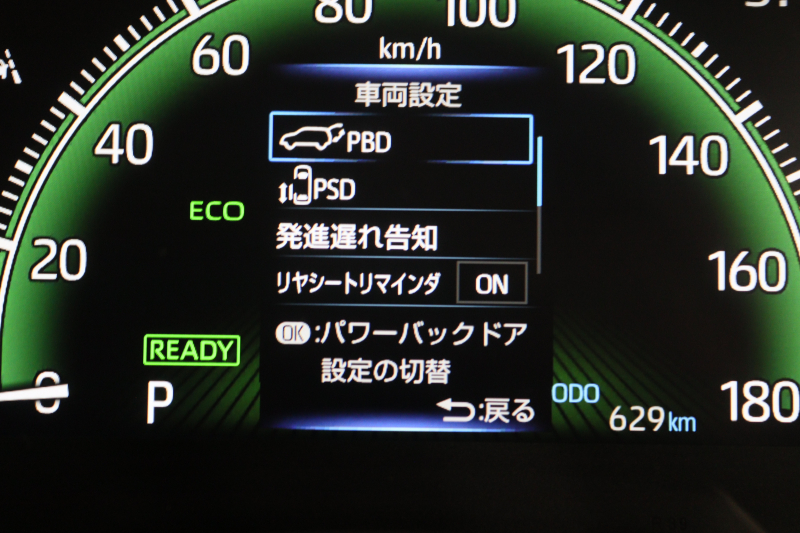 80
100
km/h
60
120
車両設定
40
PBD
140
PSD
ECO
発進遅れ告知
20
160
リヤシートリマインダ ON
OK:パワーバックドア
READY
設定の切替
0
P
:戻る
ODO
180
629km